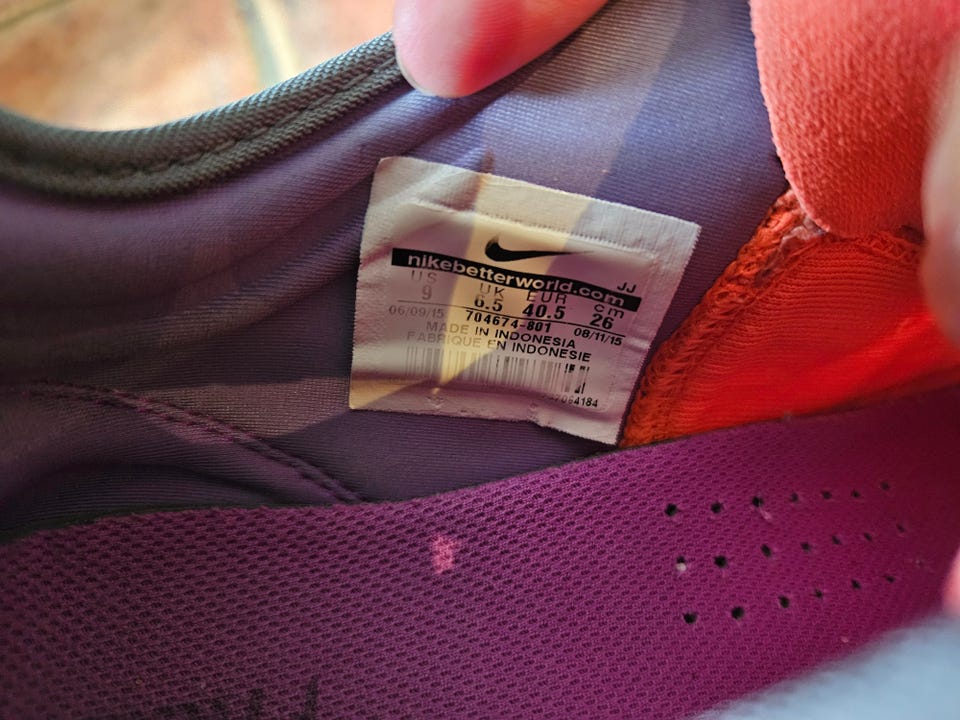 nikebetterworld.com
JJ
US UK EUR cm
9 6.5 40.5 26
06/09/15 704674-801 08/11/15
MADE IN INDONESIA
FABRIQUE EN INDONESIE